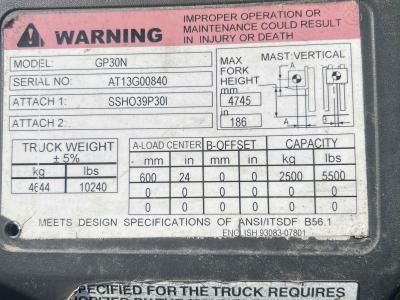 WARNING
IMPROPER OPERATION OR
MAINTENANCE COULD RESULT
IN INJURY OR DEATH
MODEL: GP30N
SERIAL NO: AT13G00840
ATTACH 1: SSHO39P30I
ATTACH 2:
MAX
FORK
HEIGHT
mm
4745
in
186
MAST:VERTICAL
A
B
A
TRUCK WEIGHT
± 5%
kg lbs
4644 10240
A-LOAD CENTER B-OFFSET CAPACITY
mm in mm in kg lbs
600 24 0 0 2500 5500
0 0 0 0 0 0
0 0 0 0 0 0
MEETS DESIGN SPECIFICATIONS OF ANSI/ITSDF B56.1
ENGLISH 93083-07801
SPECIFIED FOR THE TRUCK REQUIRES